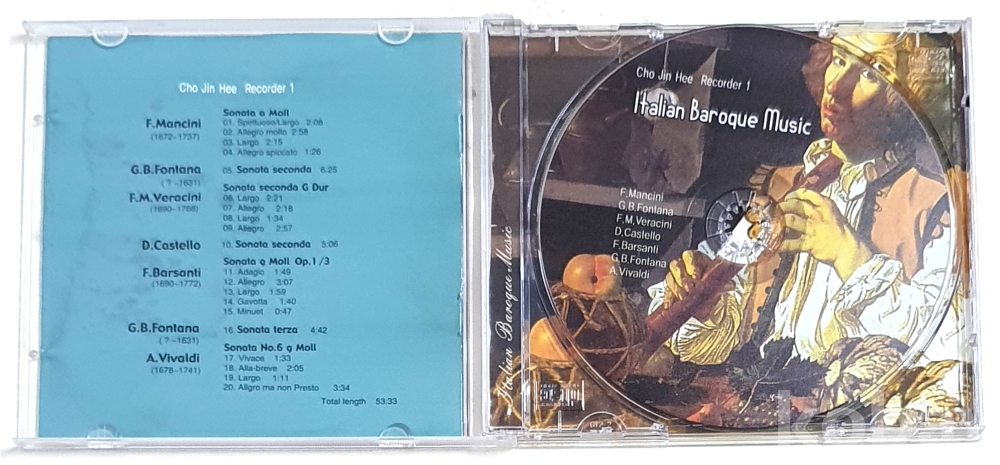 Cho Jin Hee Recorder 1
F.Mancini
(1672-1737)
Sonata a Moll
01. Spirituoso/Largo 2:08
02. Allegro molto 2:58
03. Largo 2:15
04. Allegro spiccato 1:26
G.B.Fontana
(?-1631)
05. Sonata seconda 6:25
F.M.Veracini
(1690-1768)
Sonata seconda G Dur
06. Largo 2:21
07. Allegro 2:18
08. Largo 1:34
09. Allegro 2:57
D.Castello
10. Sonata seconda 5:06
F.Barsanti
(1690-1772)
Sonata g Moll Op.1/3
11. Adagio 1:49
12. Allegro 3:07
13. Largo 1:59
14. Gavotta 1:40
15. Minuet 0:47
G.B.Fontana
(?-1631)
16. Sonata terza 4:42
A.Vivaldi
(1678-1741)
Sonata No.6 g Moll
17. Vivace 1:33
18. Alla-breve 2:05
19. Largo 1:11
20. Allgro ma non Presto 3:34
Total length 53:33
Cho Jin Hee Recorder 1
Italian Baroque Music
F.Mancini
G.B.Fontana
F.M.Veracini
D.Castello
F.Barsanti
G.B.Fontana
A.Vivaldi
Italian Baroque Music